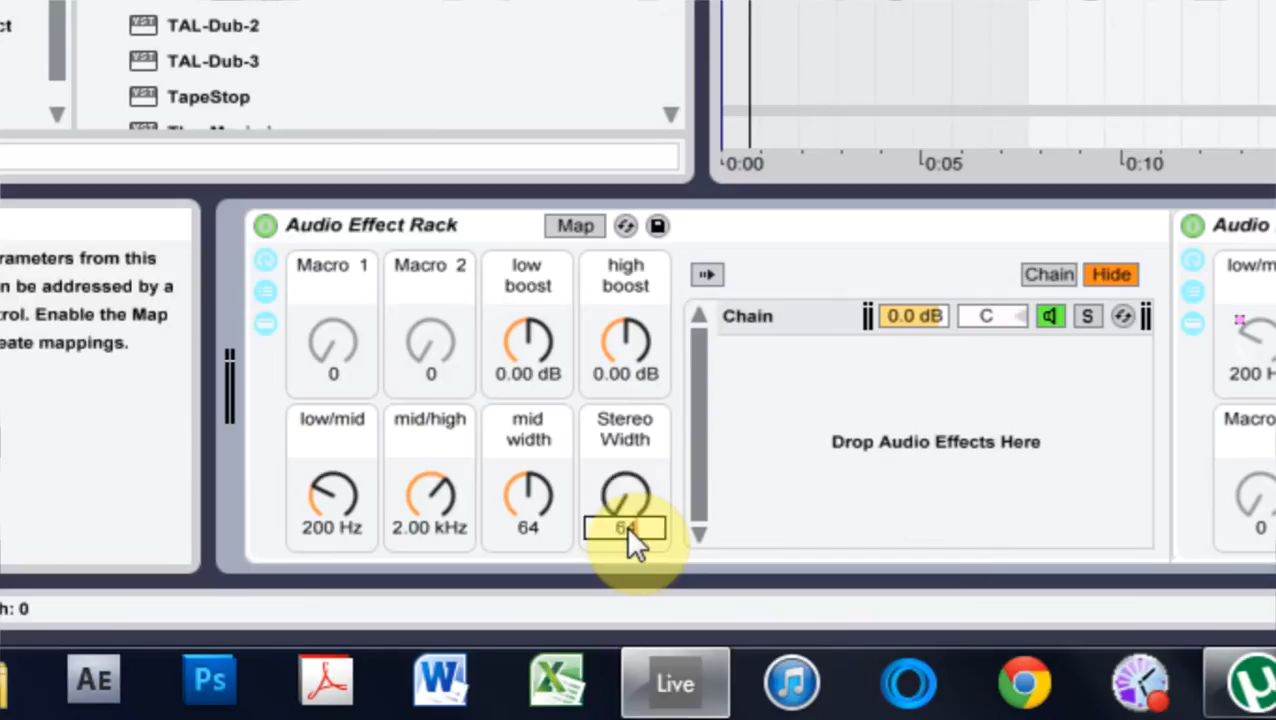 ct
TAL-Dub-2
TAL-Dub-3
TapeStop
0:00
0:05
0:10
rameters from this
n be addressed by a
rol. Enable the Map
eate mappings.
Audio Effect Rack
Map
Macro 1
Macro 2
low boost
high boost
0
0
0.00 dB
0.00 dB
low/mid
mid/high
mid width
Stereo Width
200 Hz
2.00 kHz
64
64
Chain
Hide
Chain
0.0 dB
C
S
Drop Audio Effects Here
Audio
low/m
200 H
Macro
0
h: 0
AE
Ps
Live